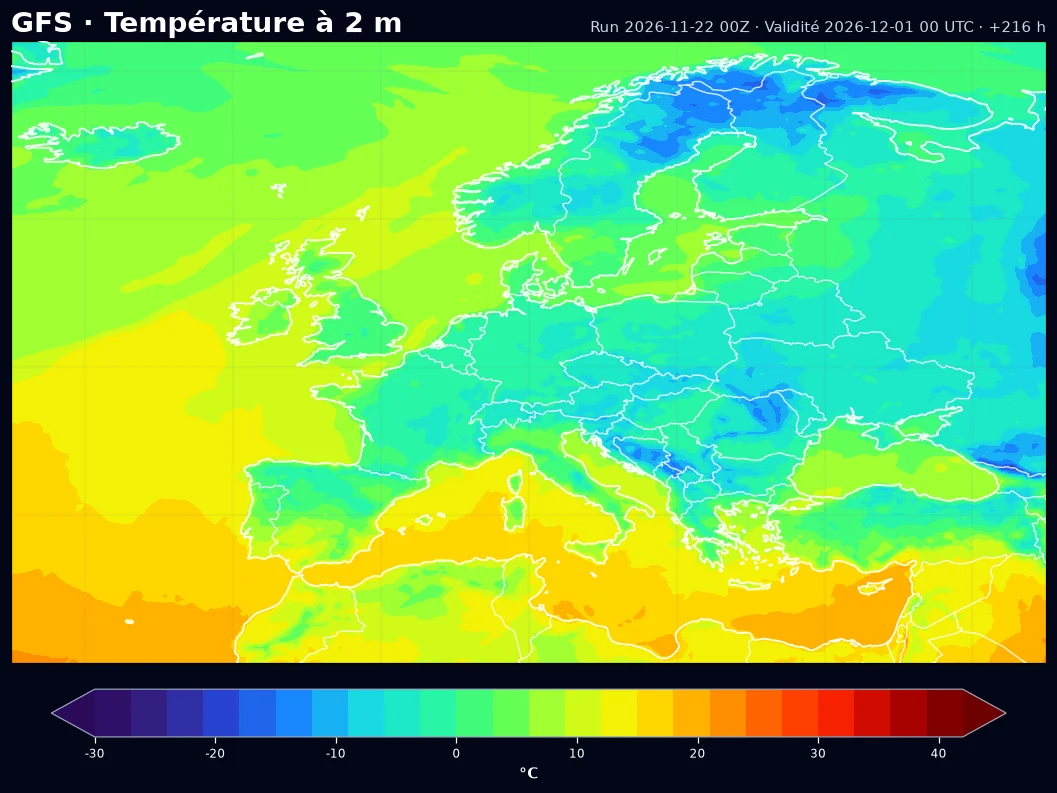 GFS · Température à 2 m
Run 2026-11-22 00Z · Validité 2026-12-01 00 UTC · +216 h
-30 -20 -10 0 10 20 30 40
°C